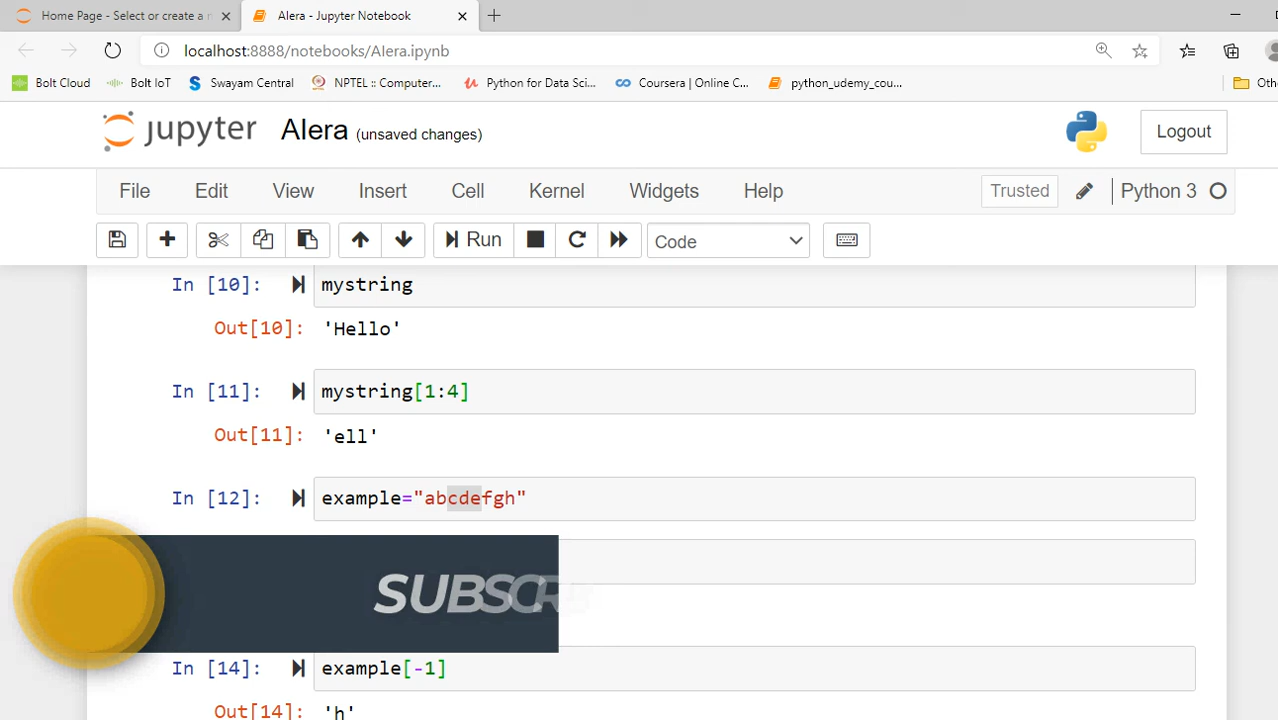 Home Page - Select or create a n
Alera - Jupyter Notebook
localhost:8888/notebooks/Alera.ipynb
Bolt Cloud
Bolt IoT
Swayam Central
NPTEL :: Computer...
Python for Data Sci...
Coursera | Online C...
python_udemy_cou...
Othe
jupyter Alera (unsaved changes)
Logout
File Edit View Insert Cell Kernel Widgets Help
Trusted
Python 3
Run
Code
In [10]: mystring
Out[10]: 'Hello'
In [11]: mystring[1:4]
Out[11]: 'ell'
In [12]: example="abcdefgh"
SUBSCR
In [14]: example[-1]
Out[14]: 'h'